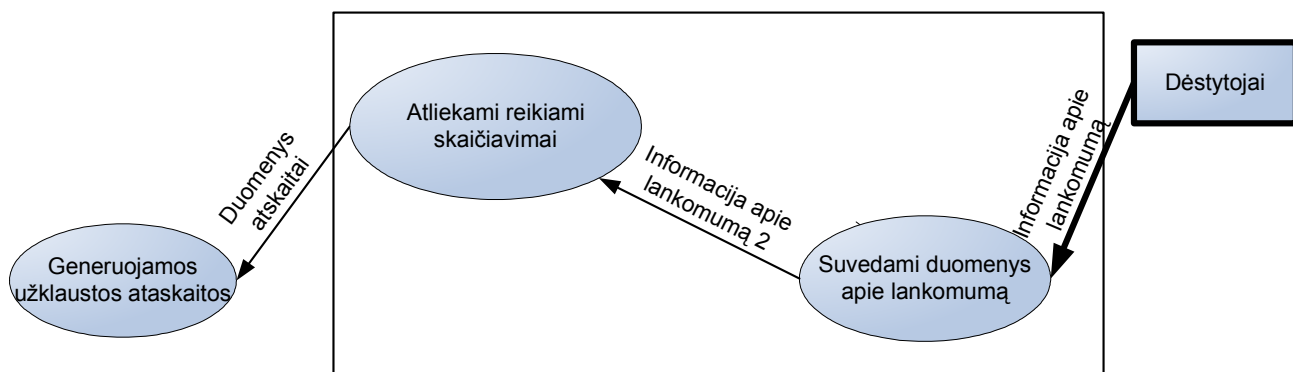 Dėstytojai
Informacija apie
lankomumą
Suvedami duomenys
apie lankomumą
Informacija apie
lankomumą 2
Atliekami reikiami
skaičiavimai
Duomenys
atskaitai
Generuojamos
užklaustos ataskaitos